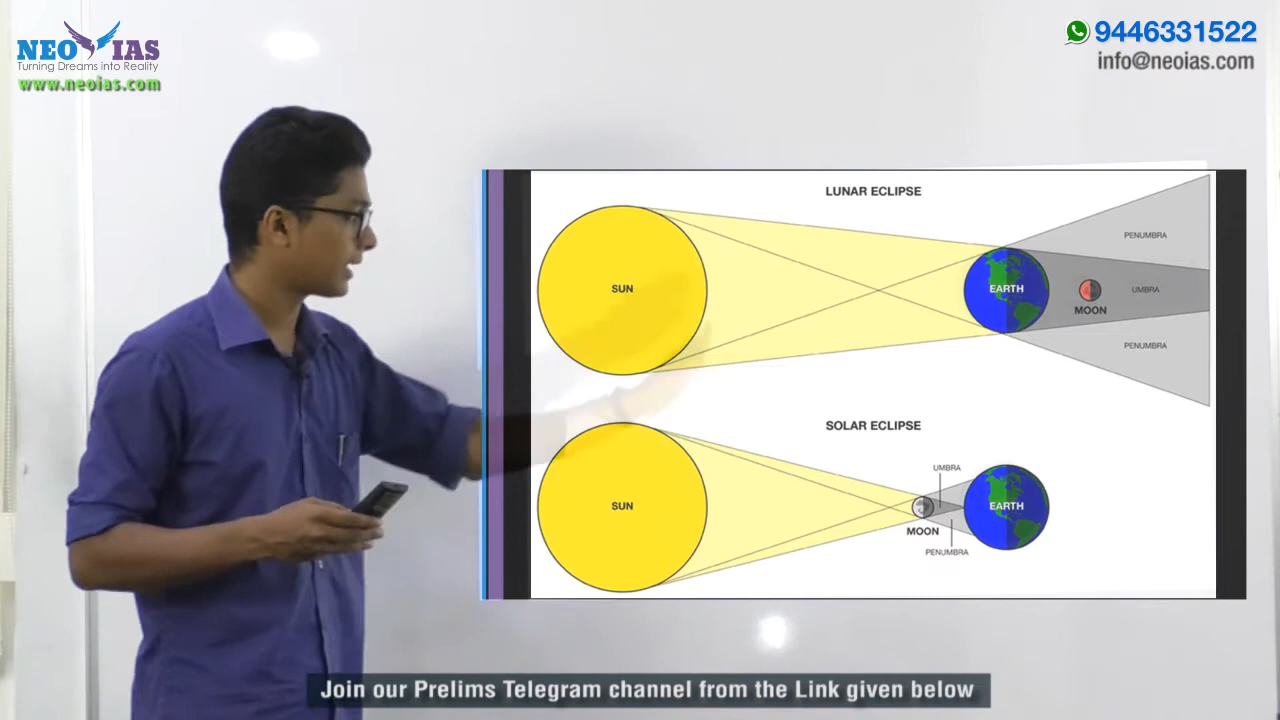 NEO IAS
Turning Dreams into Reality
www.neoias.com
9446331522
info@neoias.com
LUNAR ECLIPSE
PENUMBRA
SUN
EARTH
MOON
UMBRA
PENUMBRA
SOLAR ECLIPSE
UMBRA
SUN
EARTH
MOON
PENUMBRA
Join our Prelims Telegram channel from the Link given below